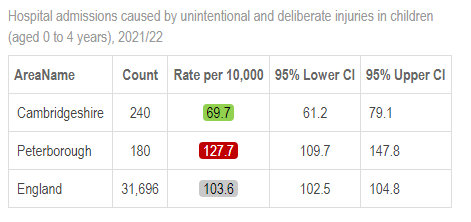 Hospital admissions caused by unintentional and deliberate injuries in children
(aged 0 to 4 years), 2021/22
AreaName Count Rate per 10,000 95% Lower CI 95% Upper CI
Cambridgeshire 240 69.7 61.2 79.1
Peterborough 180 127.7 109.7 147.8
England 31,696 103.6 102.5 104.8